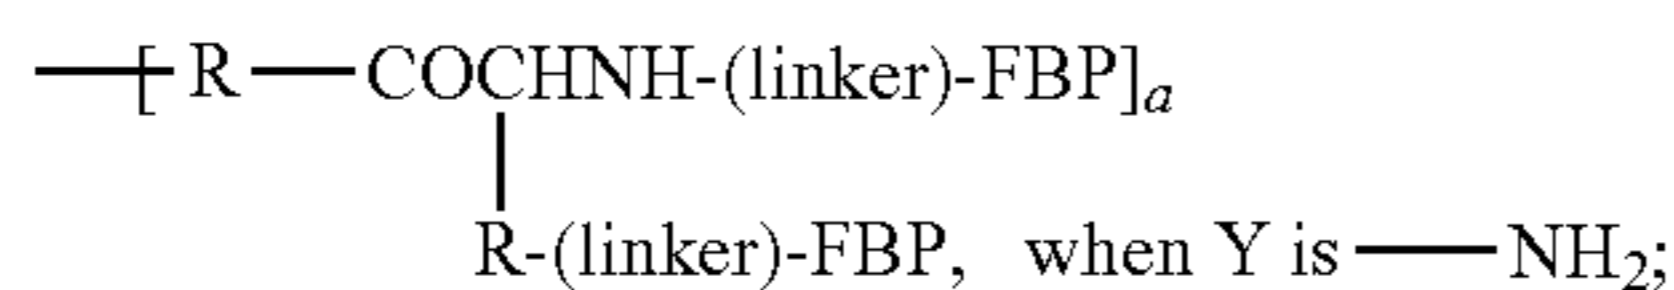 —[R—COCHNH-(linker)-FBP]a
R-(linker)-FBP, when Y is—NH2;